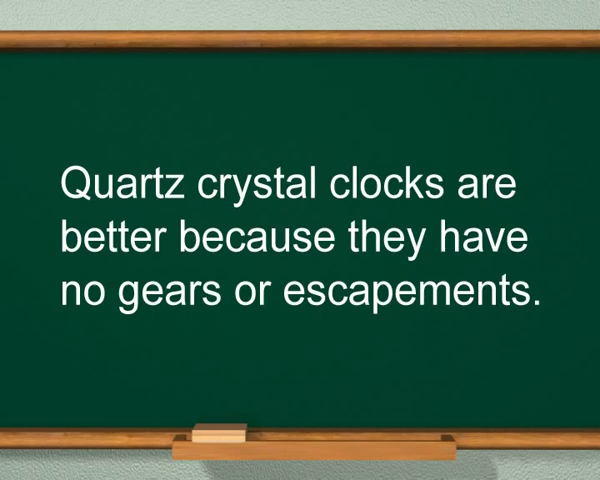 Quartz crystal clocks are
better because they have
no gears or escapements.